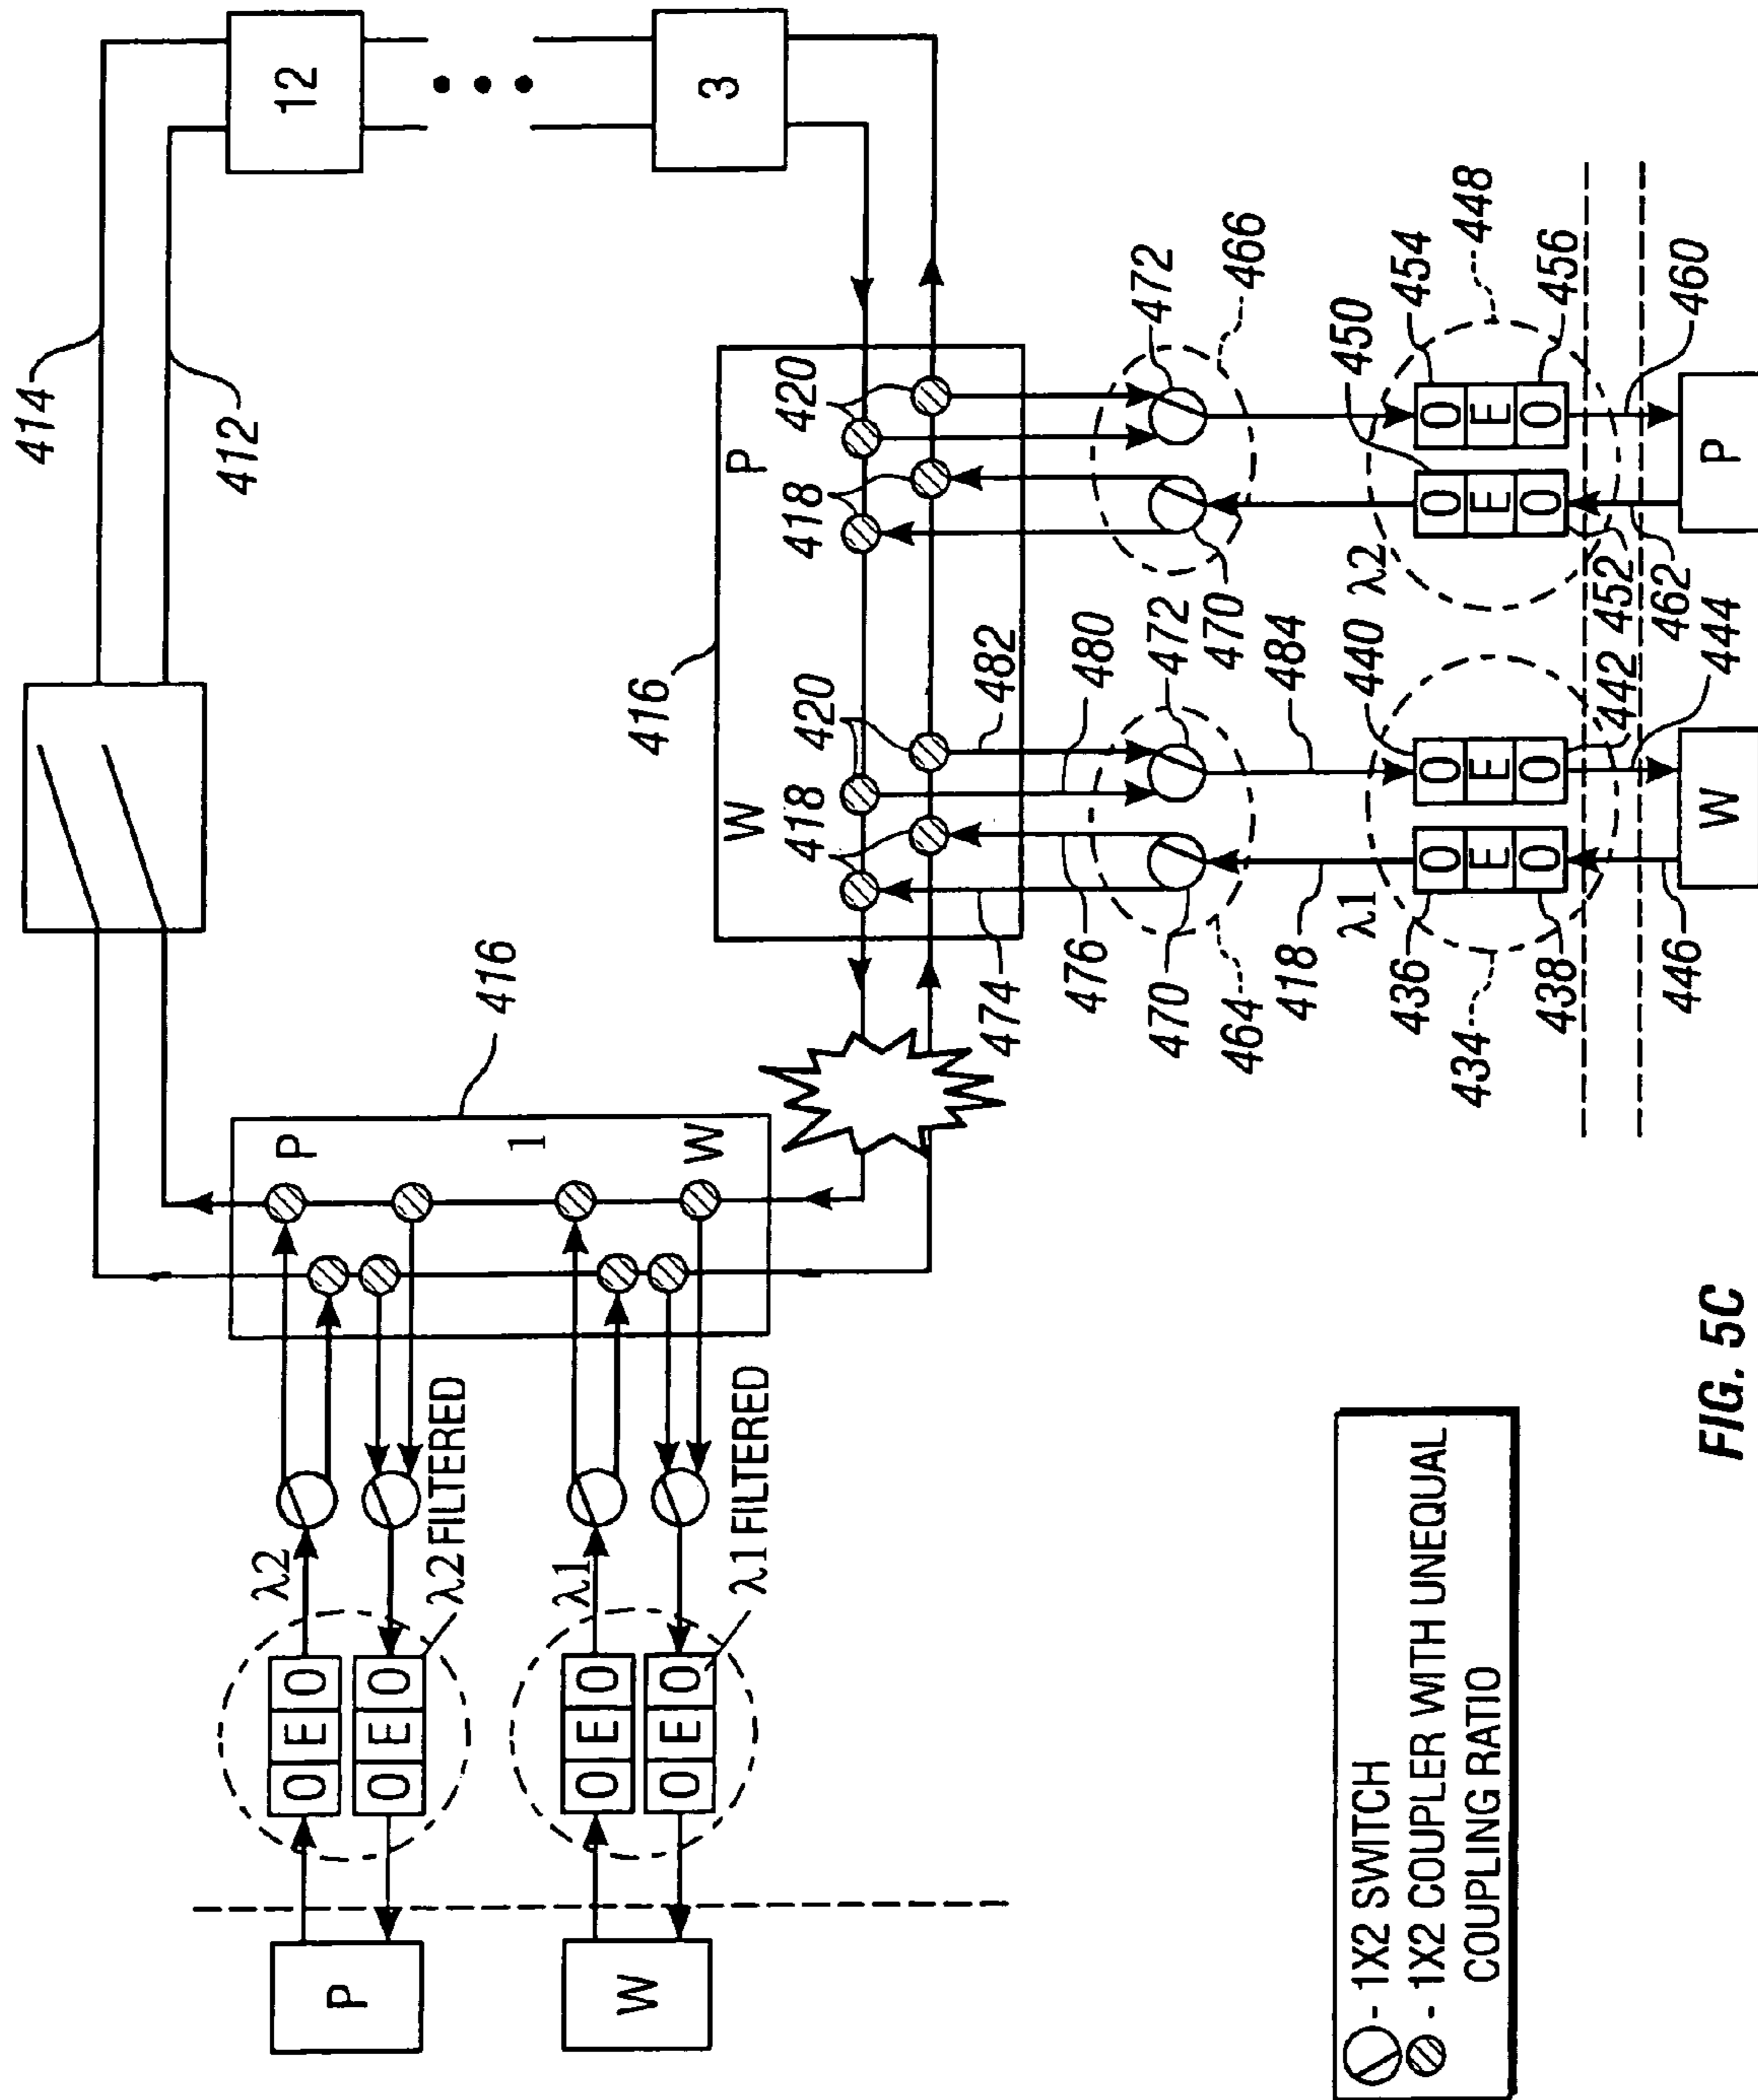 414
412
12
3
416
P
1
W
λ2
λ2 FILTERED
λ1
λ1 FILTERED
O E O
O E O
O E O
O E O
P
W
416
W
P
418
420
418
420
474
476
480
482
472
470
464
418
484
470
472
466
λ1
434
436
438
O E O
O E O
440
442
444
446
W
λ2
450
452
O E O
O E O
454
448
456
460
462
P
- 1X2 SWITCH
- 1X2 COUPLER WITH UNEQUAL
COUPLING RATIO
FIG. 5C